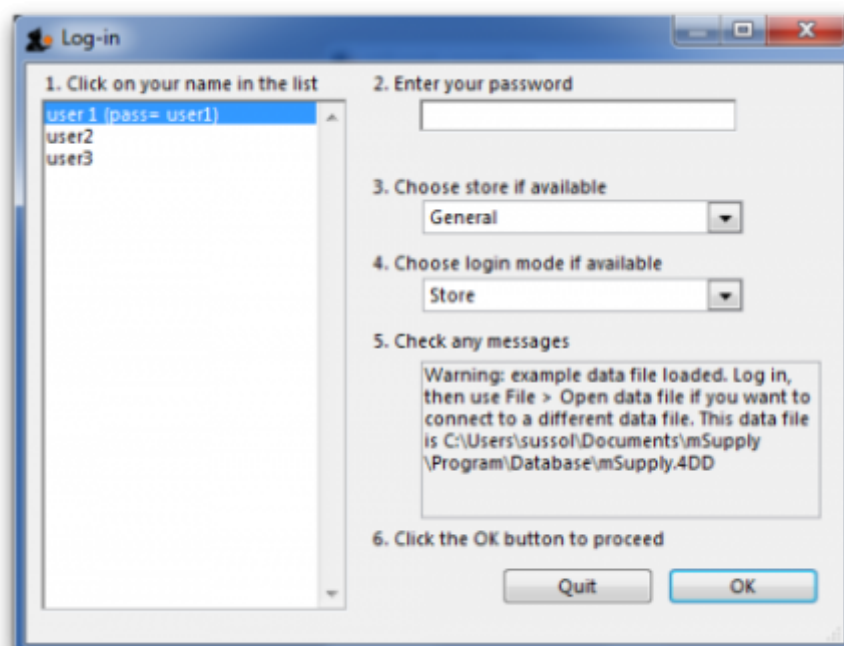 Log-in
1. Click on your name in the list
user 1 (pass= user1)
user2
user3
2. Enter your password
3. Choose store if available
General
4. Choose login mode if available
Store
5. Check any messages
Warning: example data file loaded. Log in,
then use File > Open data file if you want to
connect to a different data file. This data file
is C:\Users\sussol\Documents\mSupply
\Program\Database\mSupply.4DD
6. Click the OK button to proceed
Quit
OK